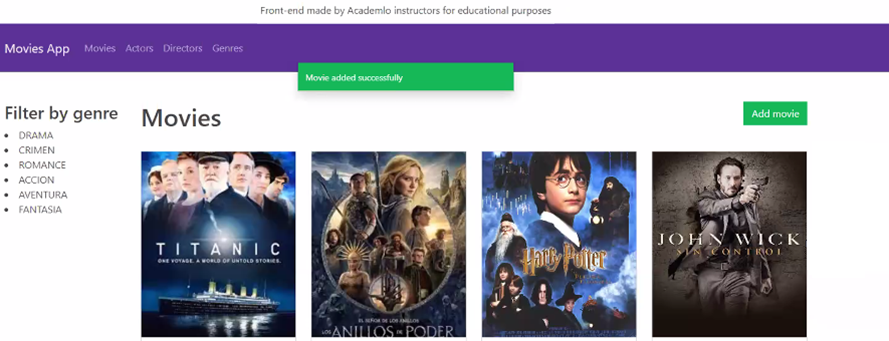 Front-end made by Academlo instructors for educational purposes
Movies App Movies Actors Directors Genres
Movie added successfully
Filter by genre
DRAMA
CRIMEN
ROMANCE
ACCION
AVENTURA
FANTASIA
Movies
Add movie
TITANIC
ONE VOYAGE. A WORLD OF UNTOLD STORIES.
EL SEÑOR DE LOS ANILLOS
LOS ANILLOS DE PODER
Harry Potter
JOHN WICK
SIN CONTROL